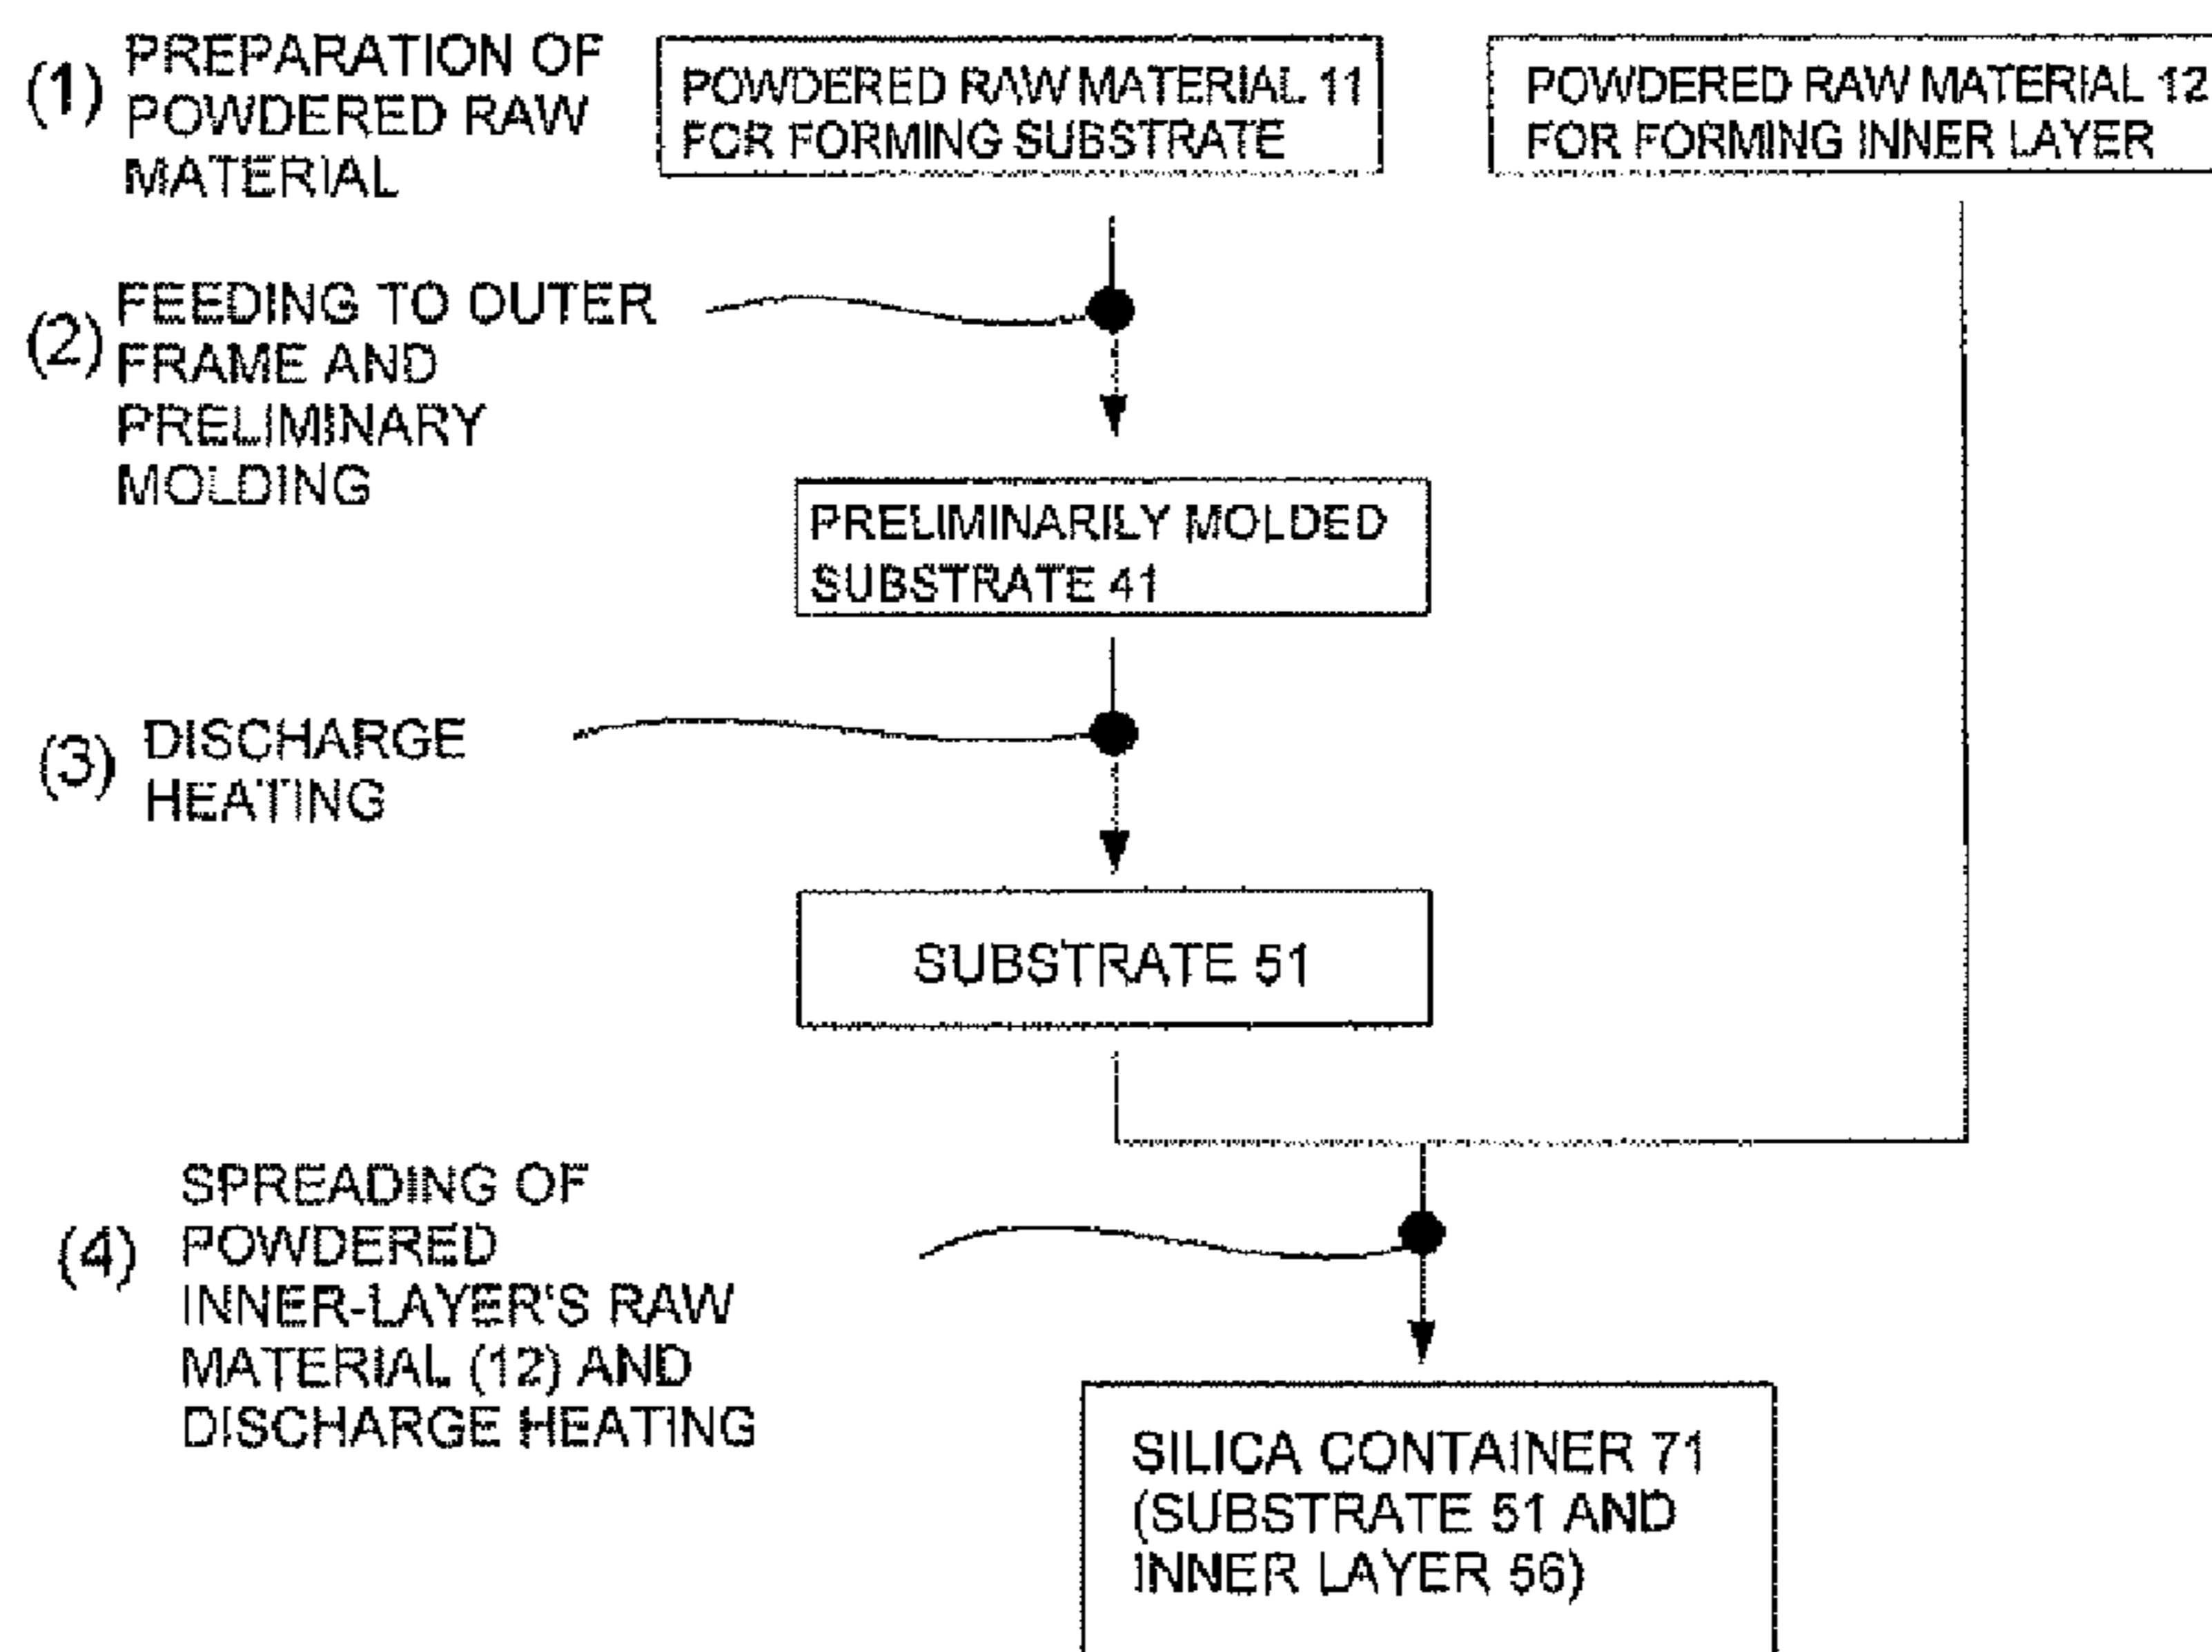 (1) PREPARATION OF
POWDERED RAW
MATERIAL
POWDERED RAW MATERIAL 11
FOR FORMING SUBSTRATE
POWDERED RAW MATERIAL 12
FOR FORMING INNER LAYER
(2) FEEDING TO OUTER
FRAME AND
PRELIMINARY
MOLDING
PRELIMINARILY MOLDED
SUBSTRATE 41
(3) DISCHARGE
HEATING
SUBSTRATE 51
(4) SPREADING OF
POWDERED
INNER-LAYER'S RAW
MATERIAL (12) AND
DISCHARGE HEATING
SILICA CONTAINER 71
(SUBSTRATE 51 AND
INNER LAYER 56)